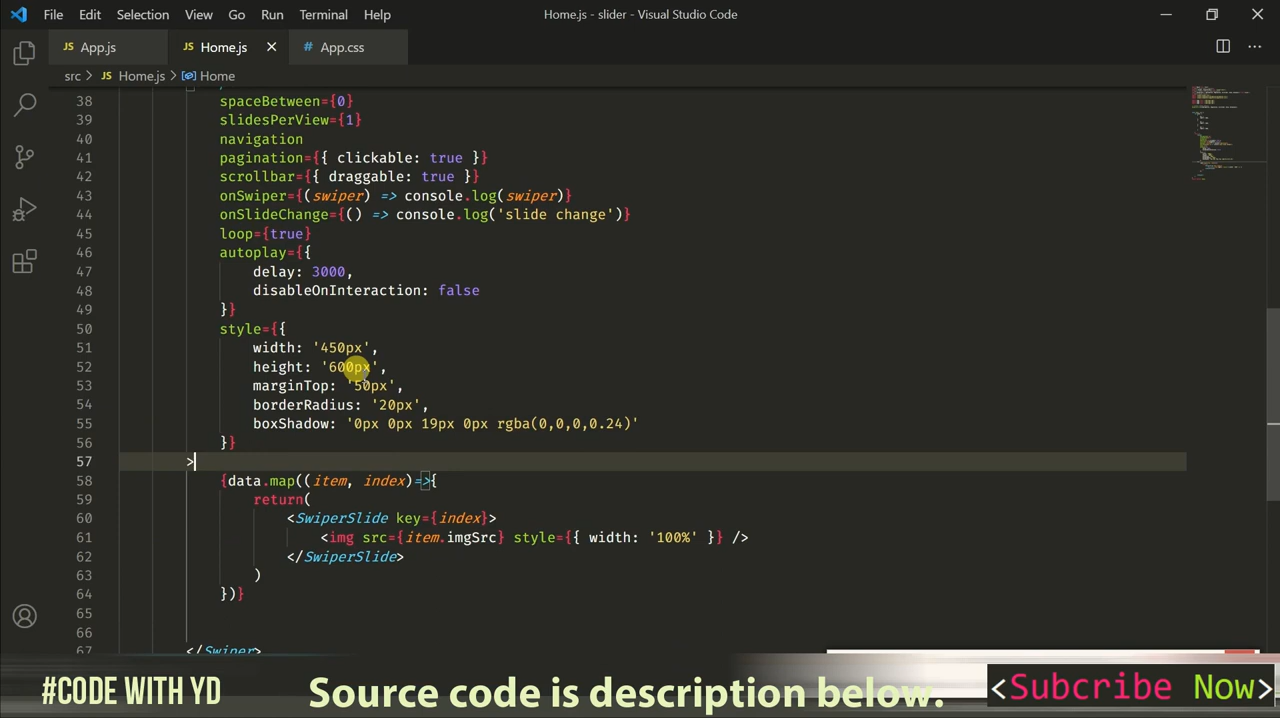 File Edit Selection View Go Run Terminal Help Home.js - slider - Visual Studio Code
JS App.js JS Home.js × # App.css
src > JS Home.js > Home
38 spaceBetween={0}
39 slidesPerView={1}
40 navigation
41 pagination={{ clickable: true }}
42 scrollbar={{ draggable: true }}
43 onSwiper={(swiper) => console.log(swiper)}
44 onSlideChange={() => console.log('slide change')}
45 loop={true}
46 autoplay={{
47 delay: 3000,
48 disableOnInteraction: false
49 }}
50 style={{
51 width: '450px',
52 height: '600px',
53 marginTop: '50px',
54 borderRadius: '20px',
55 boxShadow: '0px 0px 19px 0px rgba(0,0,0,0.24)'
56 }}
57 >
58 {data.map((item, index)=>{
59 return(
60 <SwiperSlide key={index}>
61 <img src={item.imgSrc} style={{ width: '100%' }} />
62 </SwiperSlide>
63 )
64 })}
65
66
67 </Swiper>
#CODE WITH YD Source code is description below. <Subcribe Now>